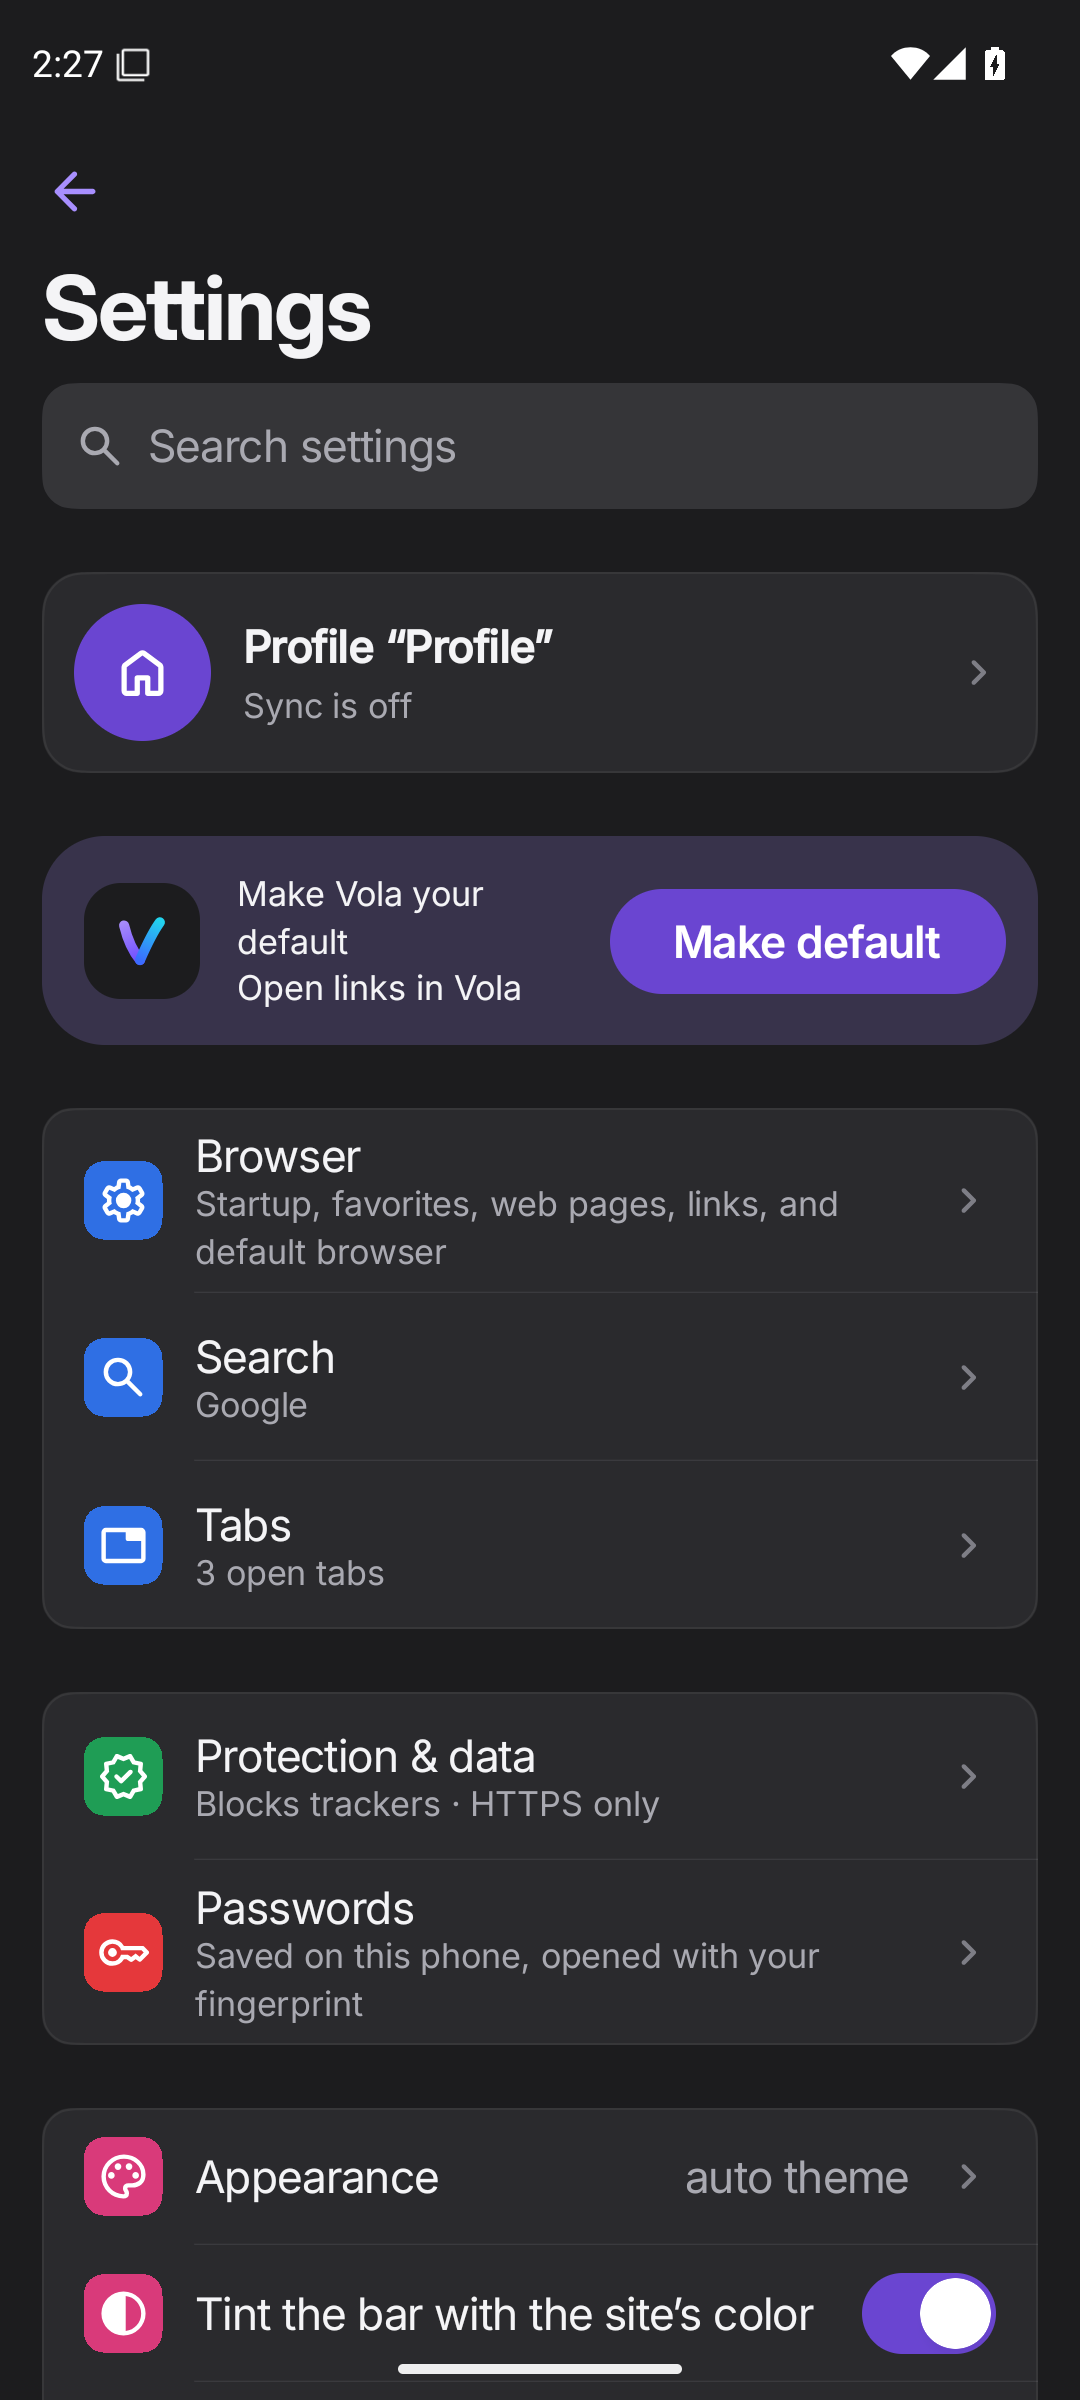 2:27
Settings
Search settings
Profile “Profile”
Sync is off
Make Vola your
default
Open links in Vola
Make default
Browser
Startup, favorites, web pages, links, and
default browser
Search
Google
Tabs
3 open tabs
Protection & data
Blocks trackers · HTTPS only
Passwords
Saved on this phone, opened with your
fingerprint
Appearance
auto theme
Tint the bar with the site’s color